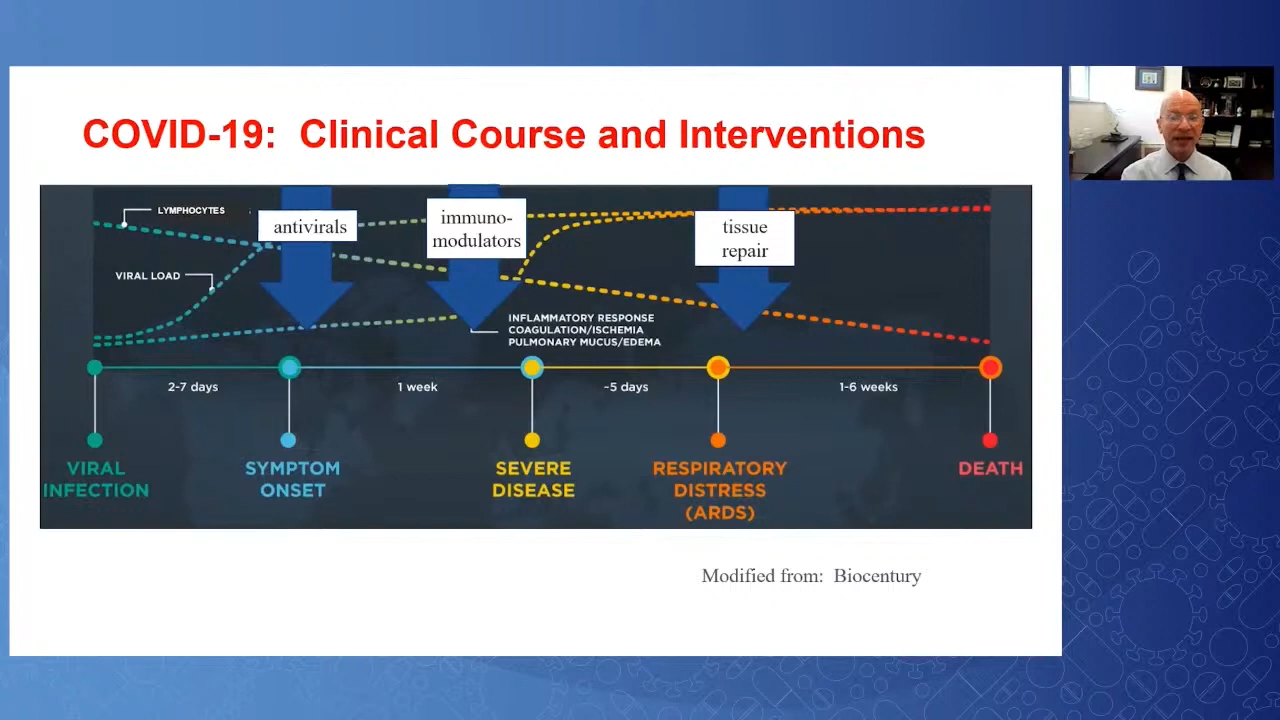 COVID-19: Clinical Course and Interventions
LYMPHOCYTES
antivirals
immuno-
modulators
tissue
repair
VIRAL LOAD
INFLAMMATORY RESPONSE
COAGULATION/ISCHEMIA
PULMONARY MUCUS/EDEMA
2-7 days
1 week
~5 days
1-6 weeks
VIRAL
INFECTION
SYMPTOM
ONSET
SEVERE
DISEASE
RESPIRATORY
DISTRESS
(ARDS)
DEATH
Modified from: Biocentury